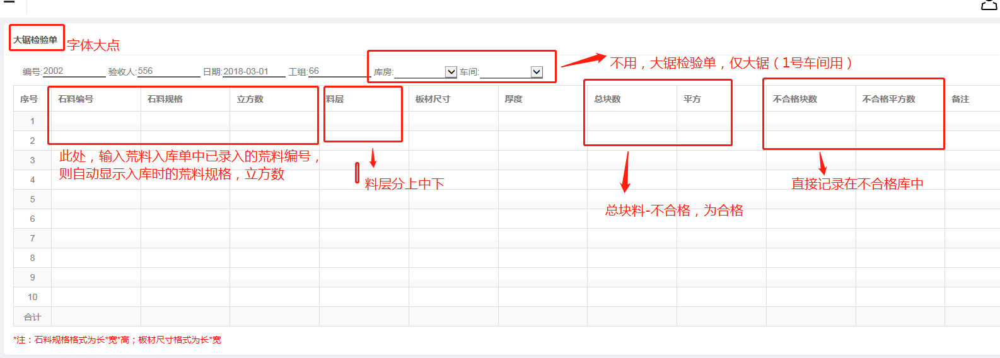 大锯检验单
字体大点
编号:2002 验收人:556 日期:2018-03-01 工组:66 库房: 车间:
不用，大锯检验单，仅大锯（1号车间用）
序号 石料编号 石料规格 立方数 料层 板材尺寸 厚度 总块数 平方 不合格块数 不合格平方数 备注
1
2
此处，输入荒料入库单中已录入的荒料编号，
则自动显示入库时的荒料规格，立方数
料层分上中下
总块料-不合格，为合格
直接记录在不合格库中
3
4
5
6
7
8
9
10
合计
*注：石料规格格式为长*宽*高；板材尺寸格式为长*宽